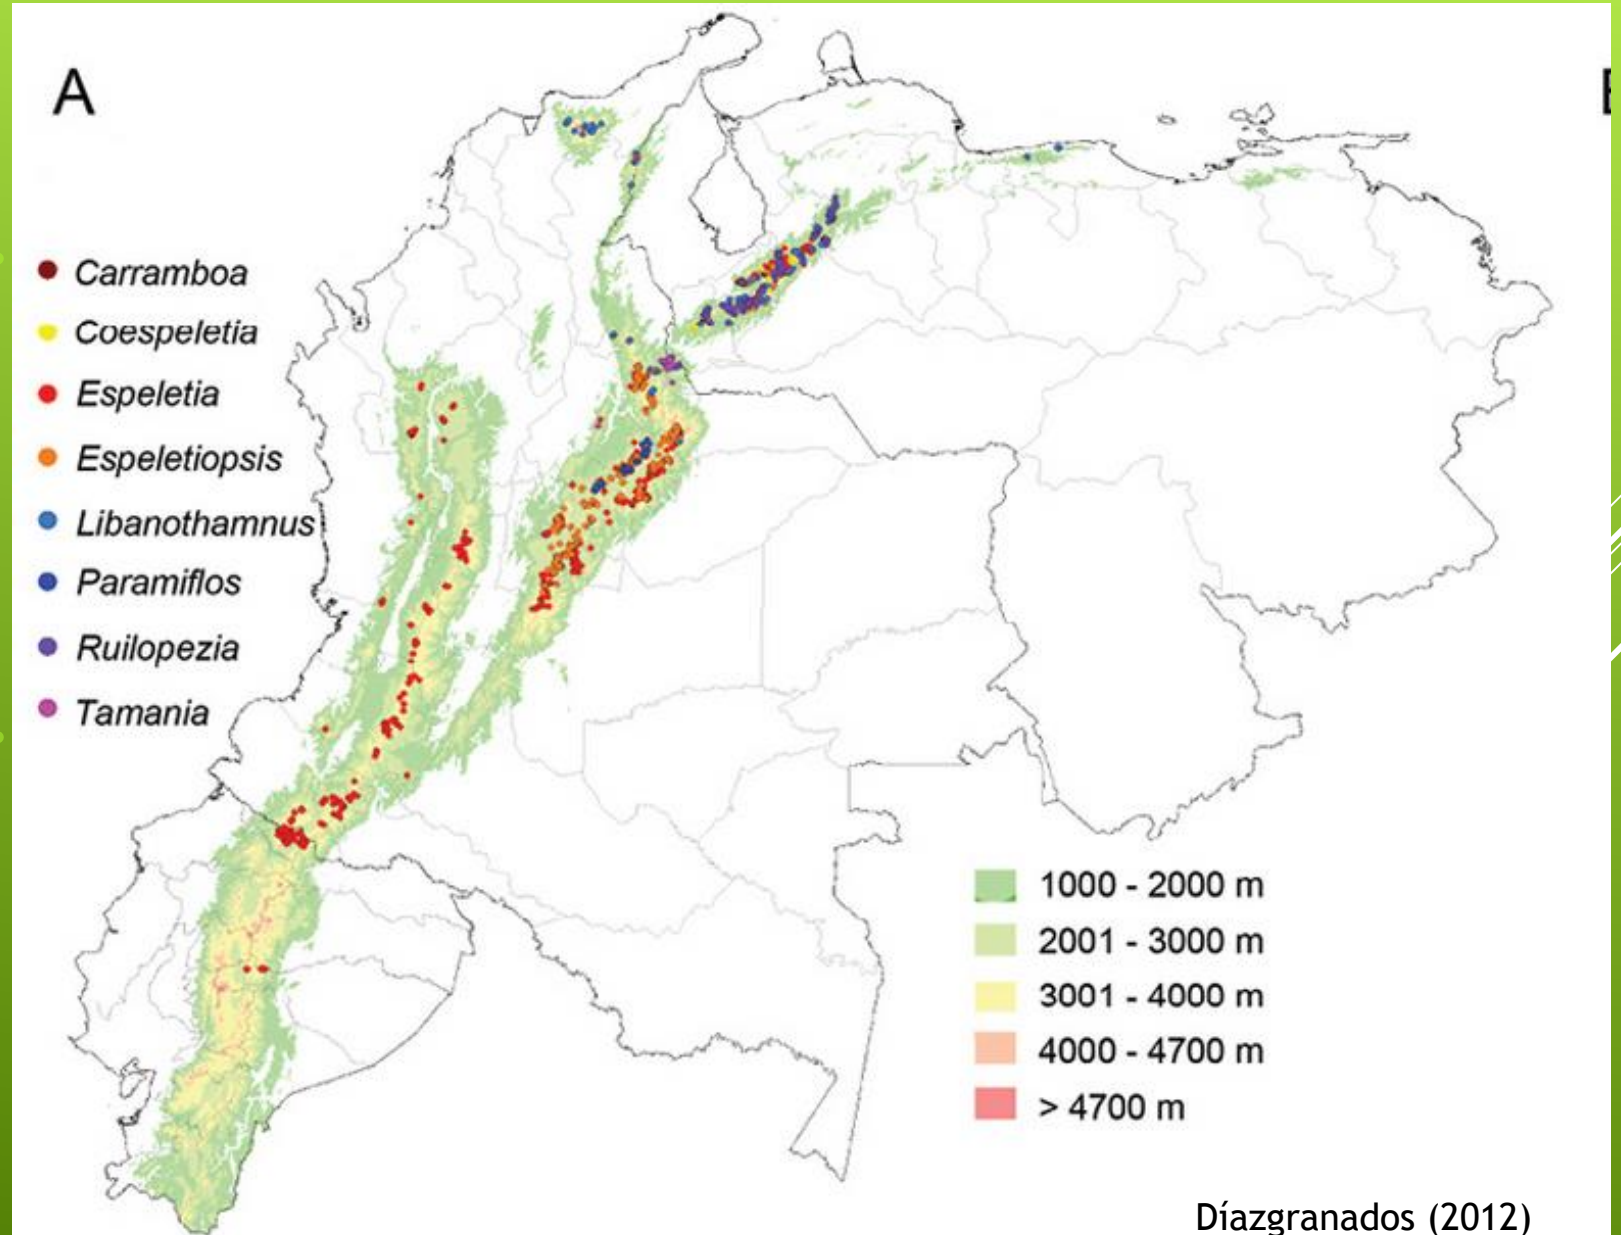 A
Carramboa
Coespeletia
Espeletia
Espeletiopsis
Libanothamnus
Paramiflos
Ruilopezia
Tamania
1000 - 2000 m
2001 - 3000 m
3001 - 4000 m
4000 - 4700 m
> 4700 m
Díazgranados (2012)